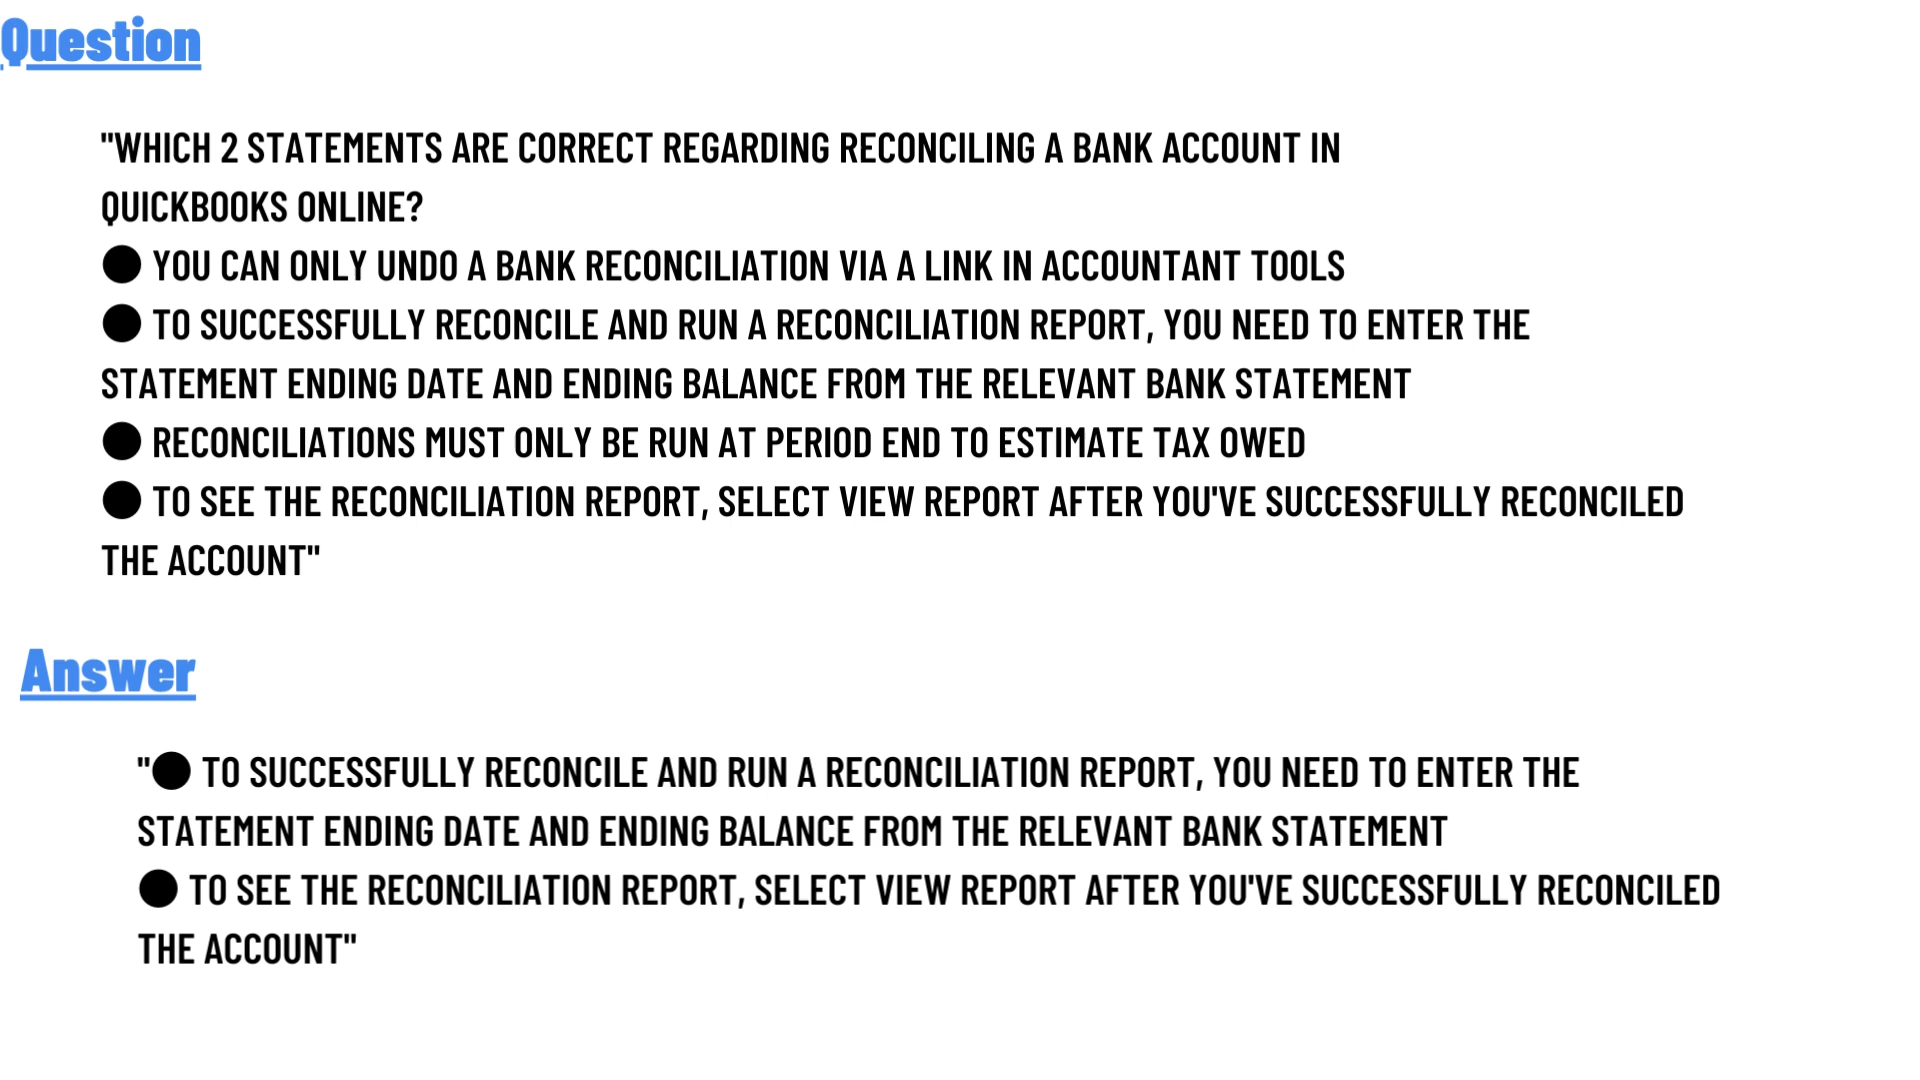 Question
"WHICH 2 STATEMENTS ARE CORRECT REGARDING RECONCILING A BANK ACCOUNT IN
QUICKBOOKS ONLINE?
● YOU CAN ONLY UNDO A BANK RECONCILIATION VIA A LINK IN ACCOUNTANT TOOLS
● TO SUCCESSFULLY RECONCILE AND RUN A RECONCILIATION REPORT, YOU NEED TO ENTER THE
STATEMENT ENDING DATE AND ENDING BALANCE FROM THE RELEVANT BANK STATEMENT
● RECONCILIATIONS MUST ONLY BE RUN AT PERIOD END TO ESTIMATE TAX OWED
● TO SEE THE RECONCILIATION REPORT, SELECT VIEW REPORT AFTER YOU'VE SUCCESSFULLY RECONCILED
THE ACCOUNT"
Answer
"● TO SUCCESSFULLY RECONCILE AND RUN A RECONCILIATION REPORT, YOU NEED TO ENTER THE
STATEMENT ENDING DATE AND ENDING BALANCE FROM THE RELEVANT BANK STATEMENT
● TO SEE THE RECONCILIATION REPORT, SELECT VIEW REPORT AFTER YOU'VE SUCCESSFULLY RECONCILED
THE ACCOUNT"